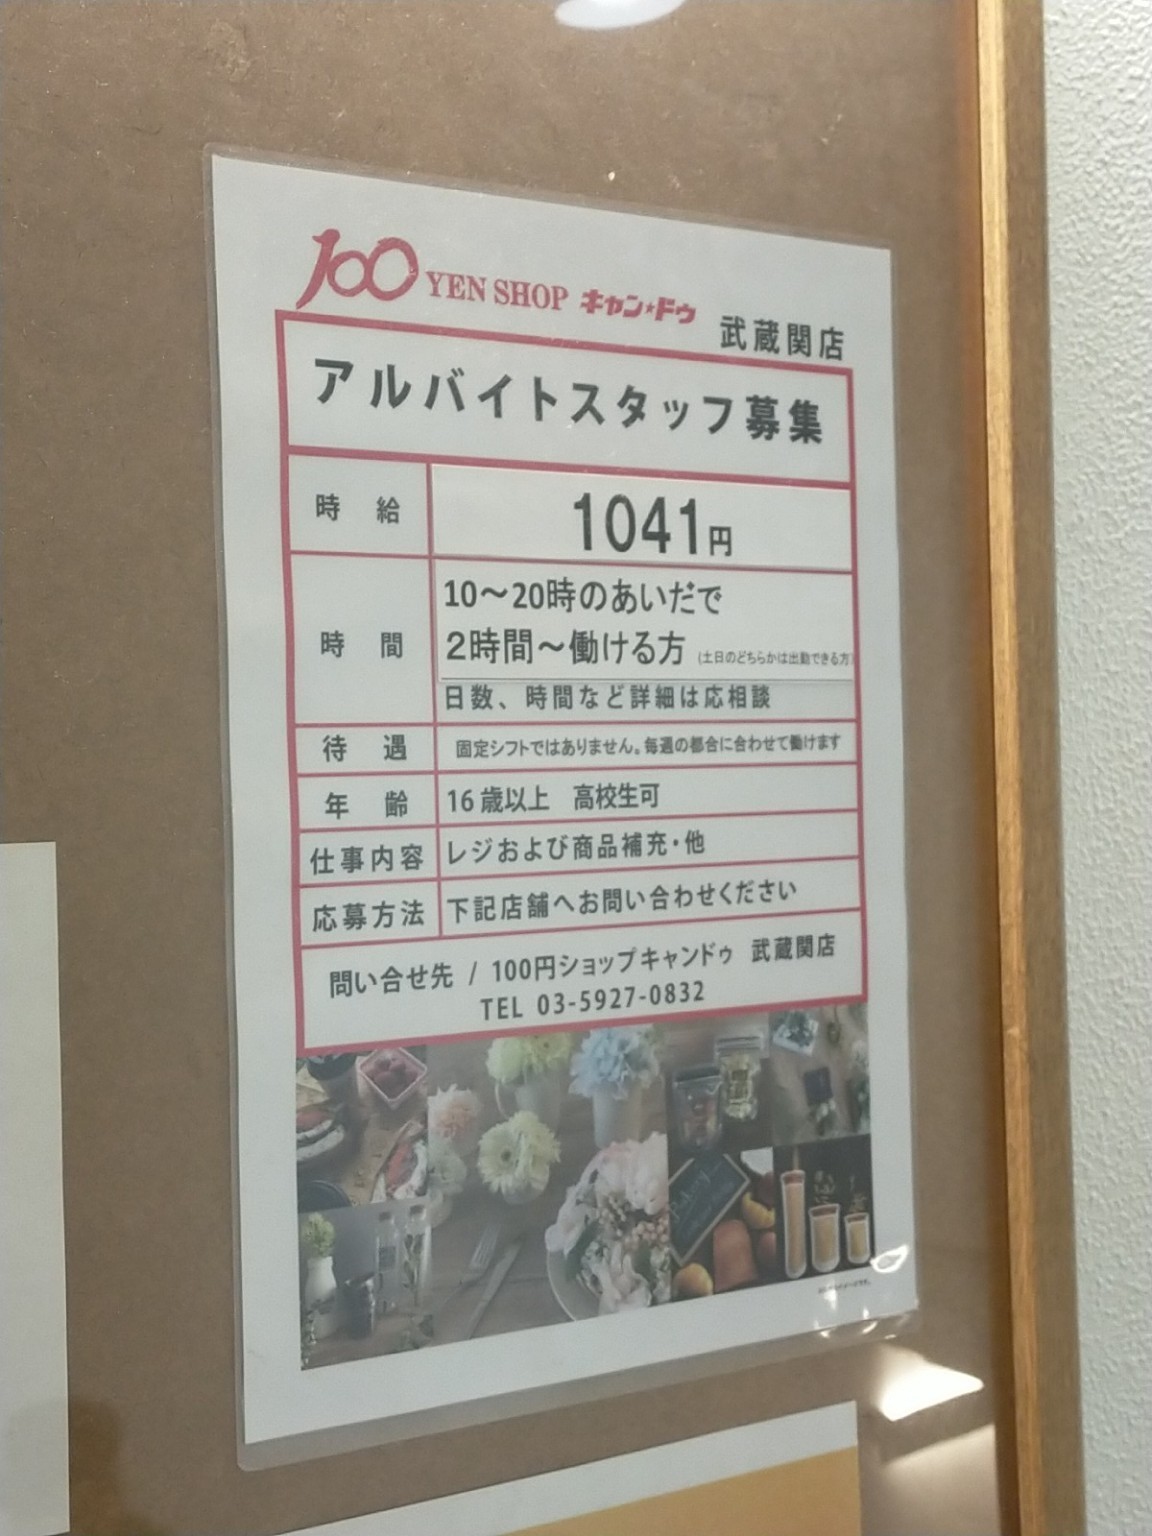 100 YEN SHOP キャン★ドゥ 武蔵関店
アルバイトスタッフ募集
時給 1041円
時間 10〜20時のあいだで
2時間〜働ける方 (土日のどちらかは出勤できる方)
日数、時間など詳細は応相談
待遇 固定シフトではありません。毎週の都合に合わせて働けます
年齢 16歳以上 高校生可
仕事内容 レジおよび商品補充・他
応募方法 下記店舗へお問い合わせください
問い合せ先 / 100円ショップキャンドゥ 武蔵関店
TEL 03-5927-0832